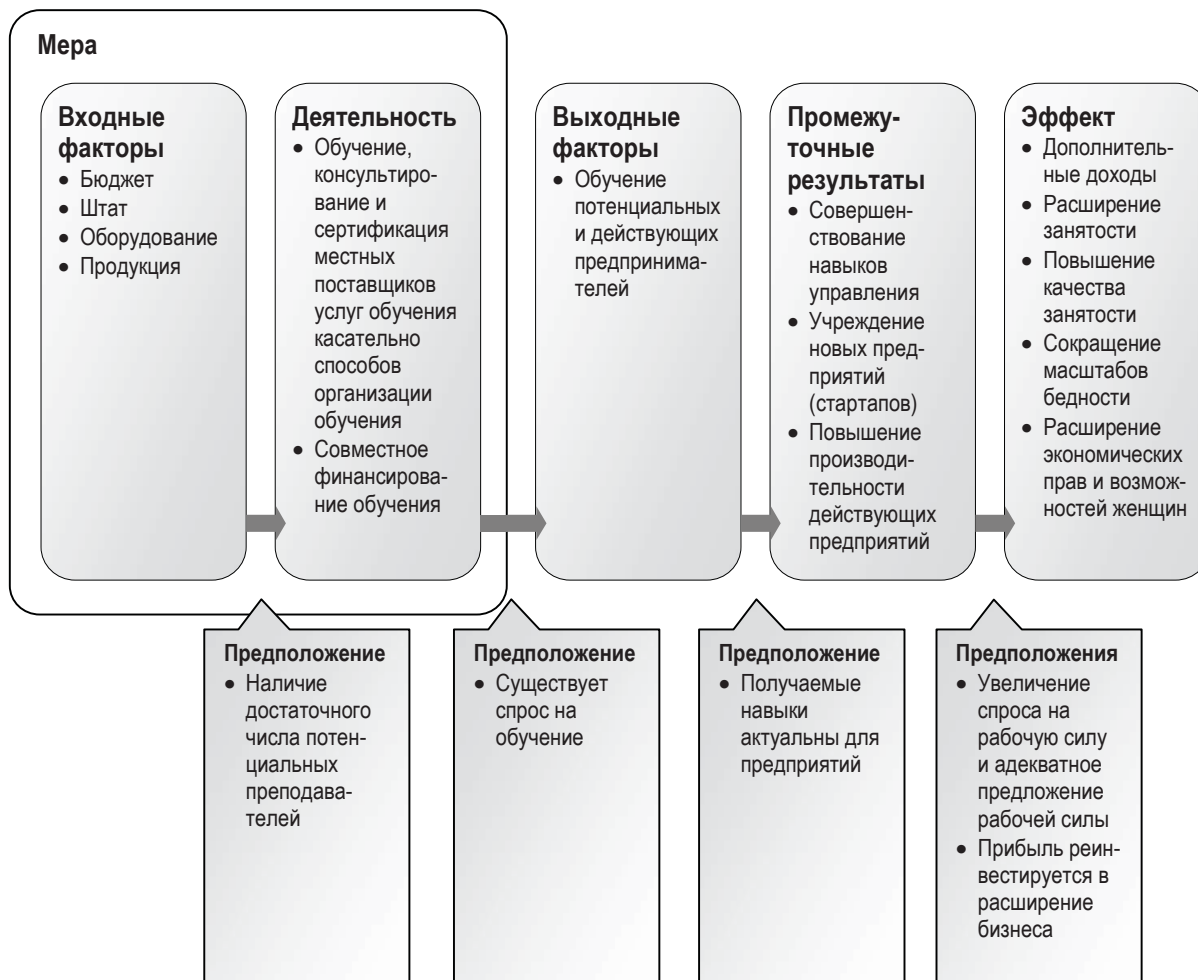 Мера
Входные
факторы
• Бюджет
• Штат
• Оборудование
• Продукция
Деятельность
• Обучение,
консультиро-
вание и
сертификация
местных
поставщиков
услуг обучения
касательно
способов
организации
обучения
• Совместное
финансирова-
ние обучения
Выходные
факторы
• Обучение
потенциальных
и действующих
предпринима-
телей
Промежу-
точные
результаты
• Совершен-
ствование
навыков
управления
• Учреждение
новых пред-
приятий
(стартапов)
• Повышение
производи-
тельности
действующих
предприятий
Эффект
• Дополнитель-
ные доходы
• Расширение
занятости
• Повышение
качества
занятости
• Сокращение
масштабов
бедности
• Расширение
экономических
прав и возмож-
ностей женщин
Предположение
• Наличие
достаточного
числа потен-
циальных
преподава-
телей
Предположение
• Существует
спрос на
обучение
Предположение
• Получаемые
навыки
актуальны для
предприятий
Предположения
• Увеличение
спроса на
рабочую силу
и адекватное
предложение
рабочей силы
• Прибыль реин-
вестируется в
расширение
бизнеса